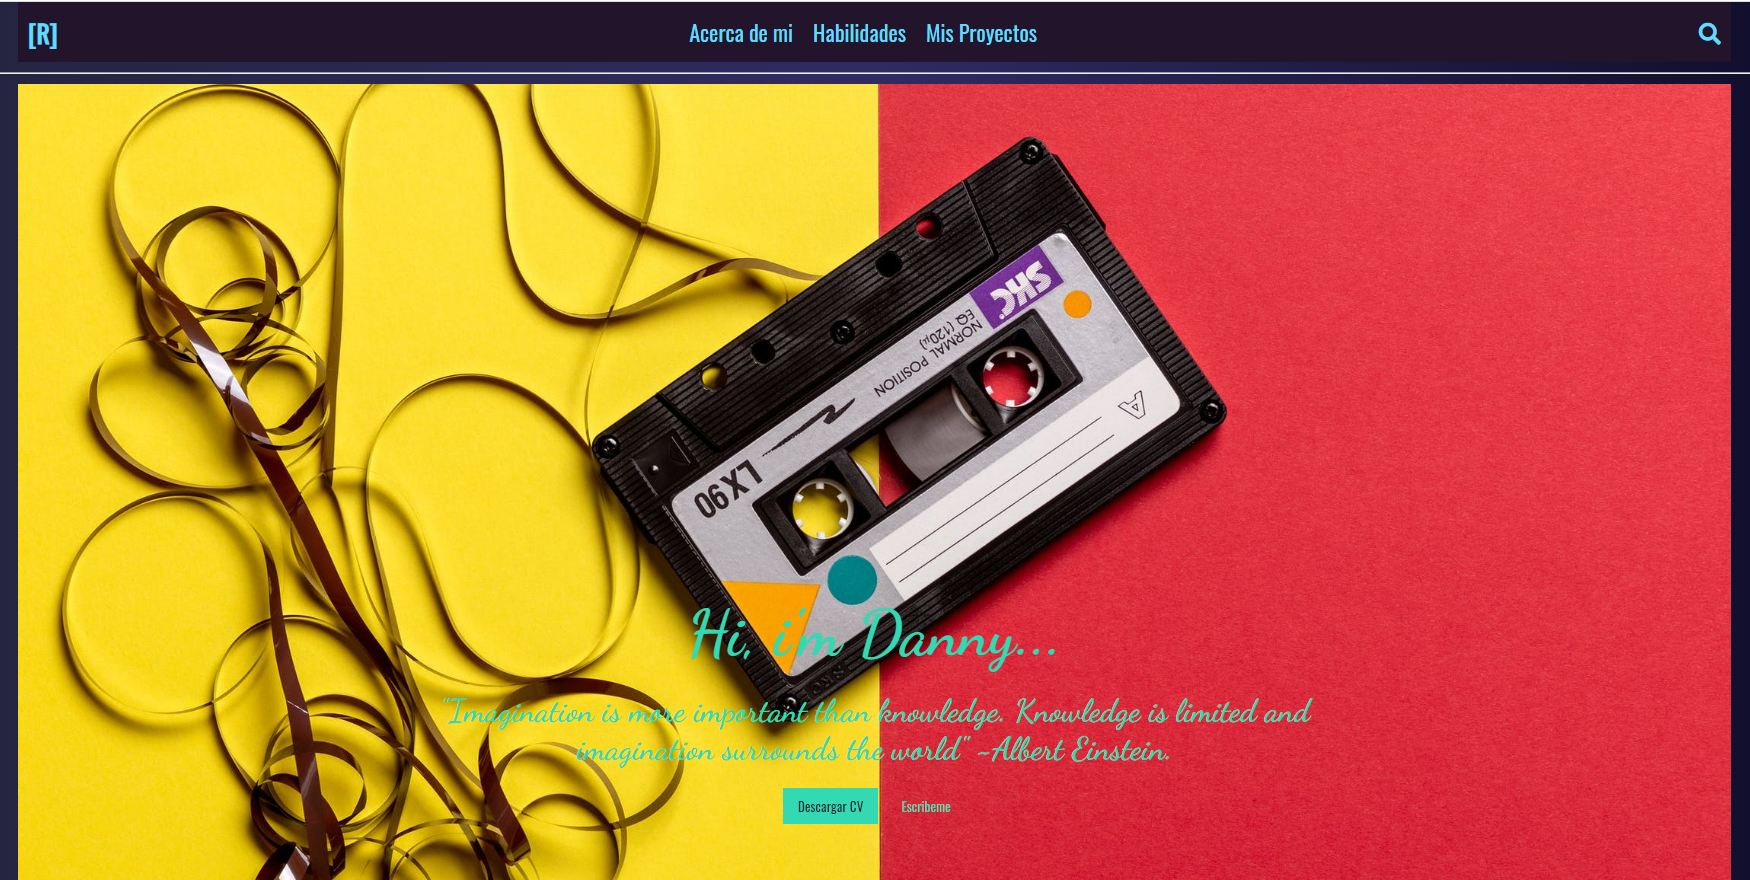 [R]
Acerca de mi Habilidades Mis Proyectos
SKC
NORMAL POSITION
EQ (120µ)
A
LX90
Hi, i'm Danny...
"Imagination is more important than knowledge. Knowledge is limited and
imagination surrounds the world" -Albert Einstein.
Descargar CV Escribeme